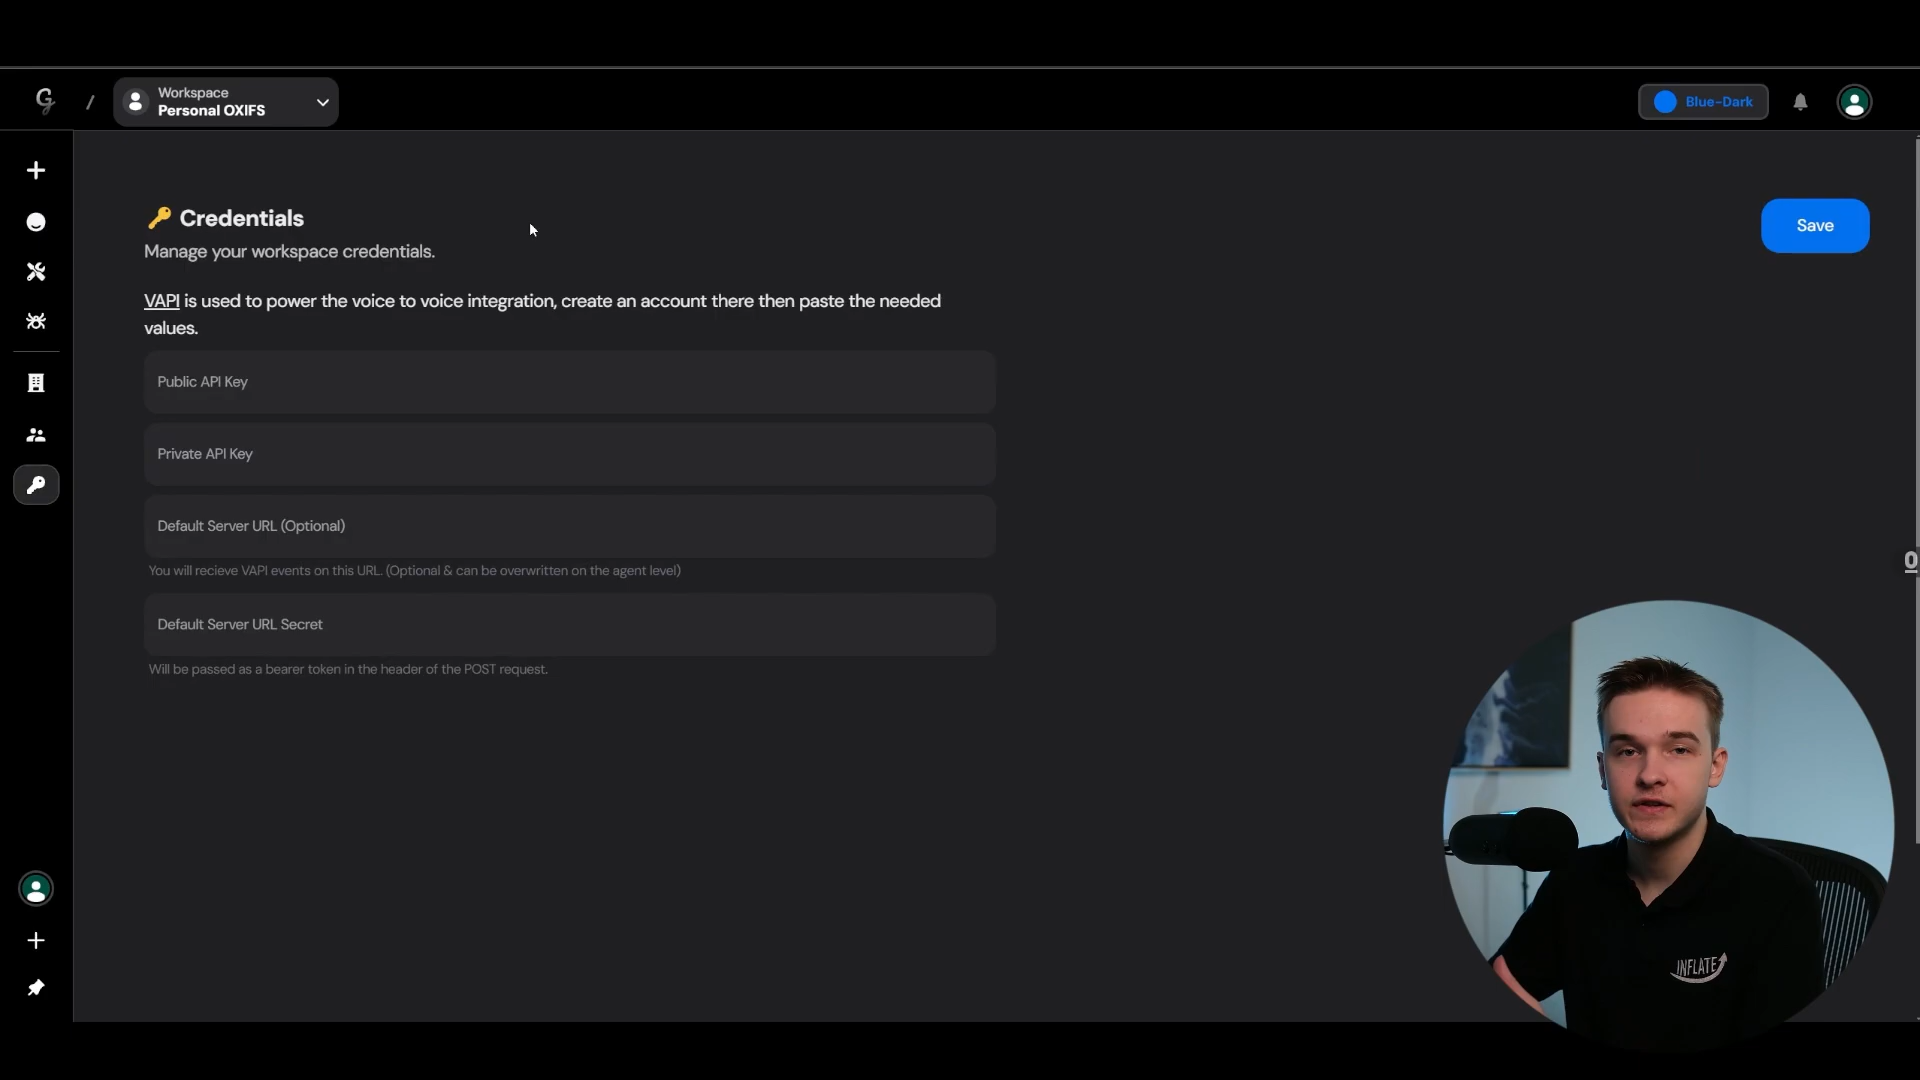 Workspace
Personal OXIFS
Blue-Dark
Credentials
Save
Manage your workspace credentials.
VAPI is used to power the voice to voice integration, create an account there then paste the needed
values.
Public API Key
Private API Key
Default Server URL (Optional)
You will recieve VAPI events on this URL. (Optional & can be overwritten on the agent level)
0
Default Server URL Secret
Will be passed as a bearer token in the header of the POST request.
INFLATE